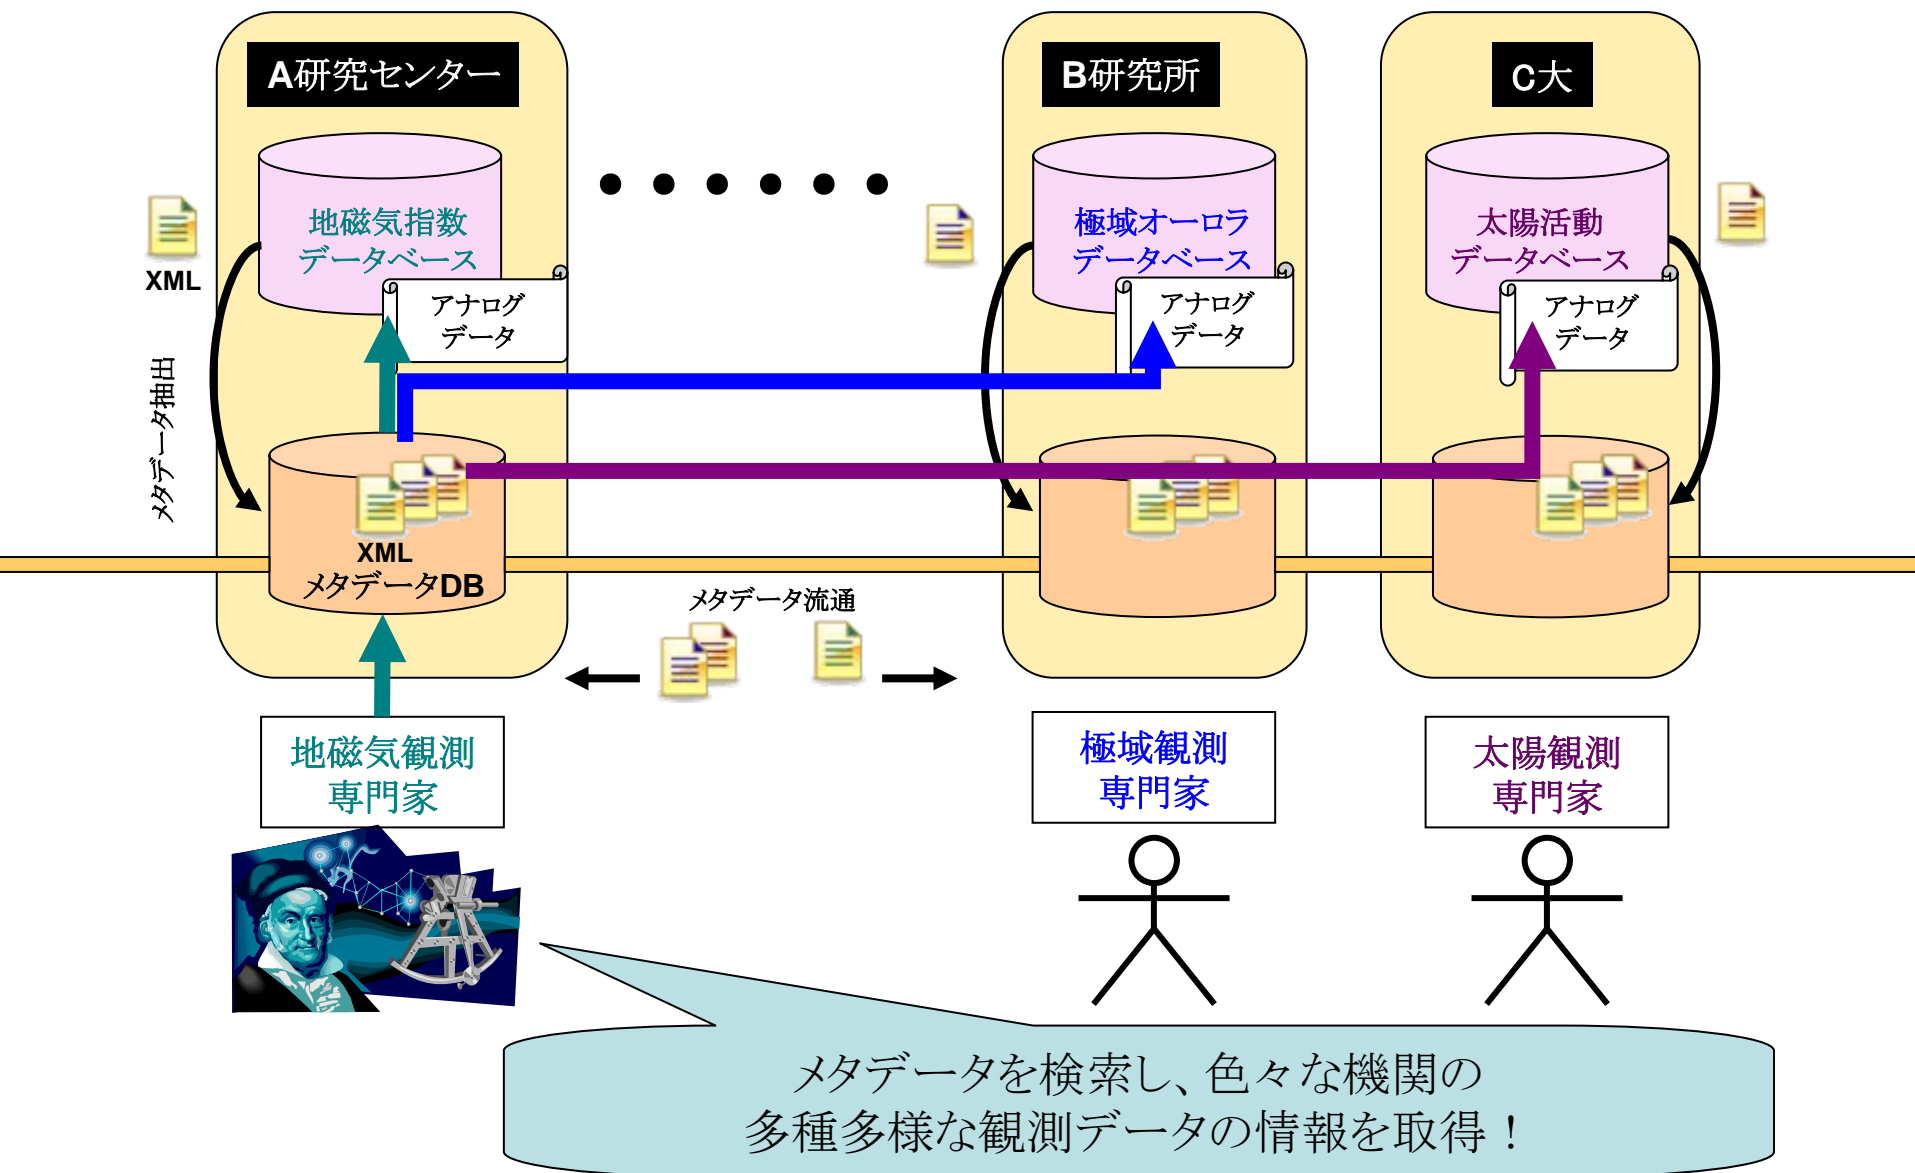 A研究センター
B研究所
C大
地磁気指数
データベース
極域オーロラ
データベース
太陽活動
データベース
XML
アナログ
データ
アナログ
データ
アナログ
データ
メタデータ抽出
XML
メタデータDB
メタデータ流通
地磁気観測
専門家
極域観測
専門家
太陽観測
専門家
メタデータを検索し、色々な機関の
多種多様な観測データの情報を取得！